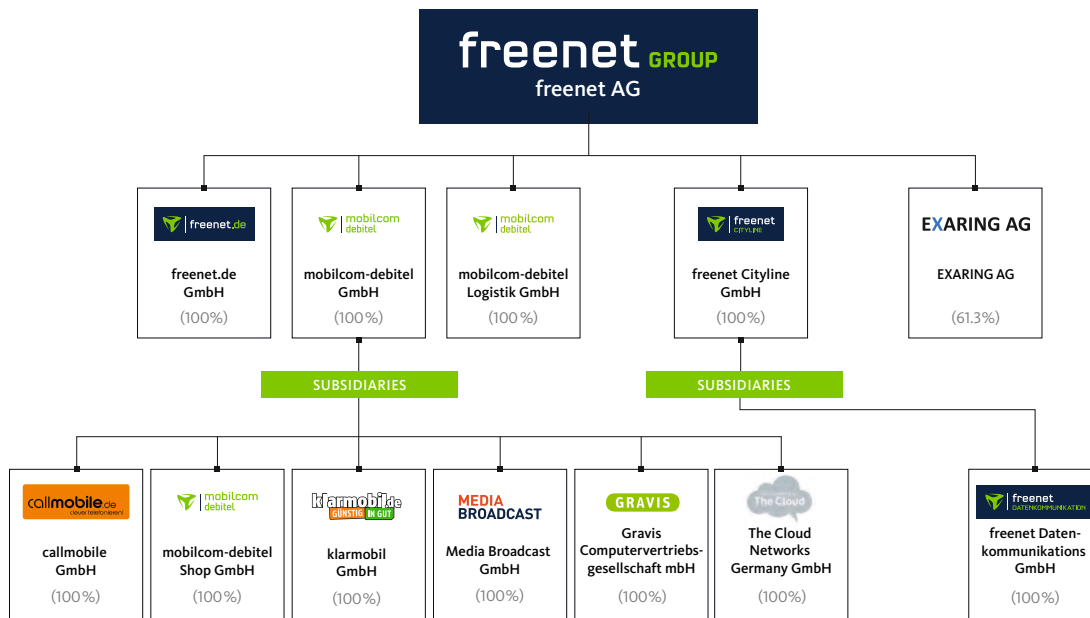 freenet GROUP
freenet AG
freenet.de
freenet.de
GmbH
(100%)
mobilcom
debitel
mobilcom-debitel
GmbH
(100%)
mobilcom
debitel
mobilcom-debitel
Logistik GmbH
(100%)
freenet
CITYLINE
freenet Cityline
GmbH
(100%)
EXARING AG
EXARING AG
(61.3%)
SUBSIDIARIES
SUBSIDIARIES
callmobile.de
clever telefonieren!
callmobile
GmbH
(100%)
mobilcom
debitel
mobilcom-debitel
Shop GmbH
(100%)
klarmobil.de
GÜNSTIG IN GUT
klarmobil
GmbH
(100%)
MEDIA
BROADCAST
Media Broadcast
GmbH
(100%)
GRAVIS
Gravis
Computervertriebs-
gesellschaft mbH
(100%)
The Cloud
The Cloud
Networks
Germany GmbH
(100%)
freenet
DATENKOMMUNIKATION
freenet Daten-
kommunikations
GmbH
(100%)